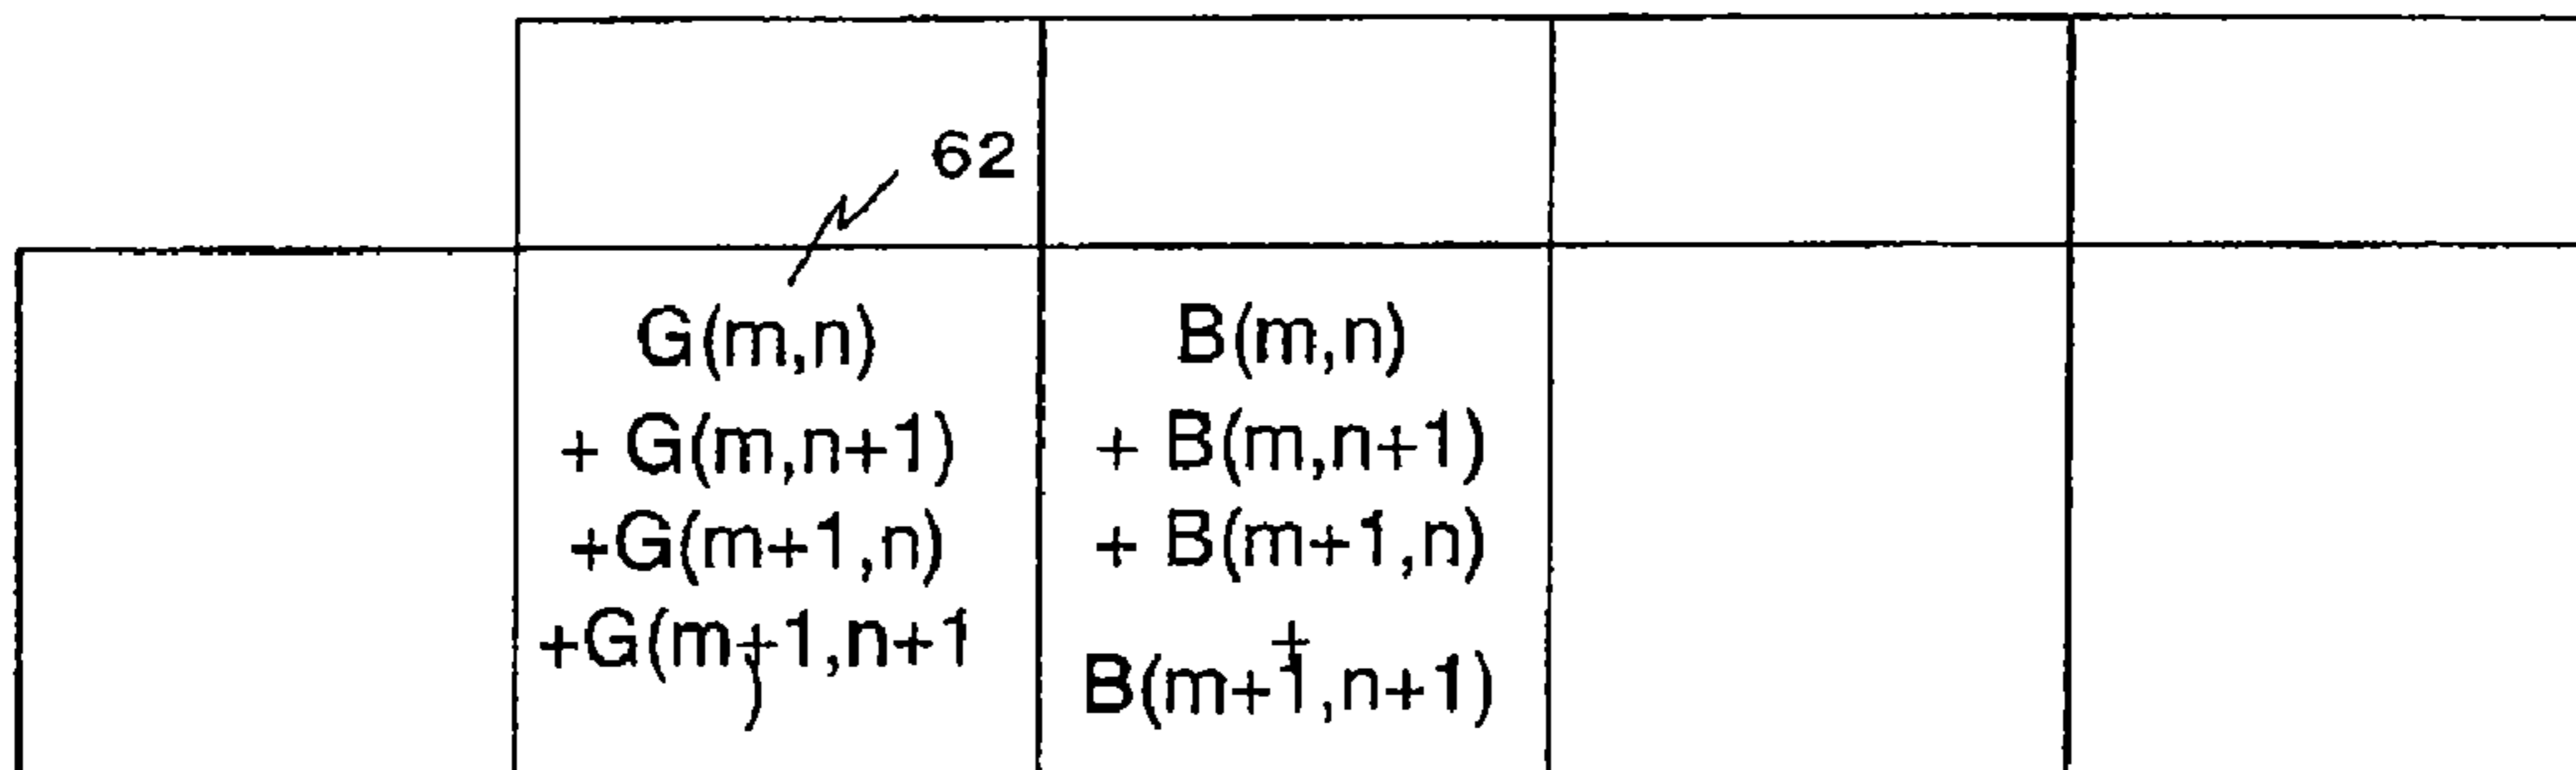 62
G(m,n)
+ G(m,n+1)
+G(m+1,n)
+G(m+1,n+1
)
B(m,n)
+ B(m,n+1)
+ B(m+1,n)
+
B(m+1,n+1)